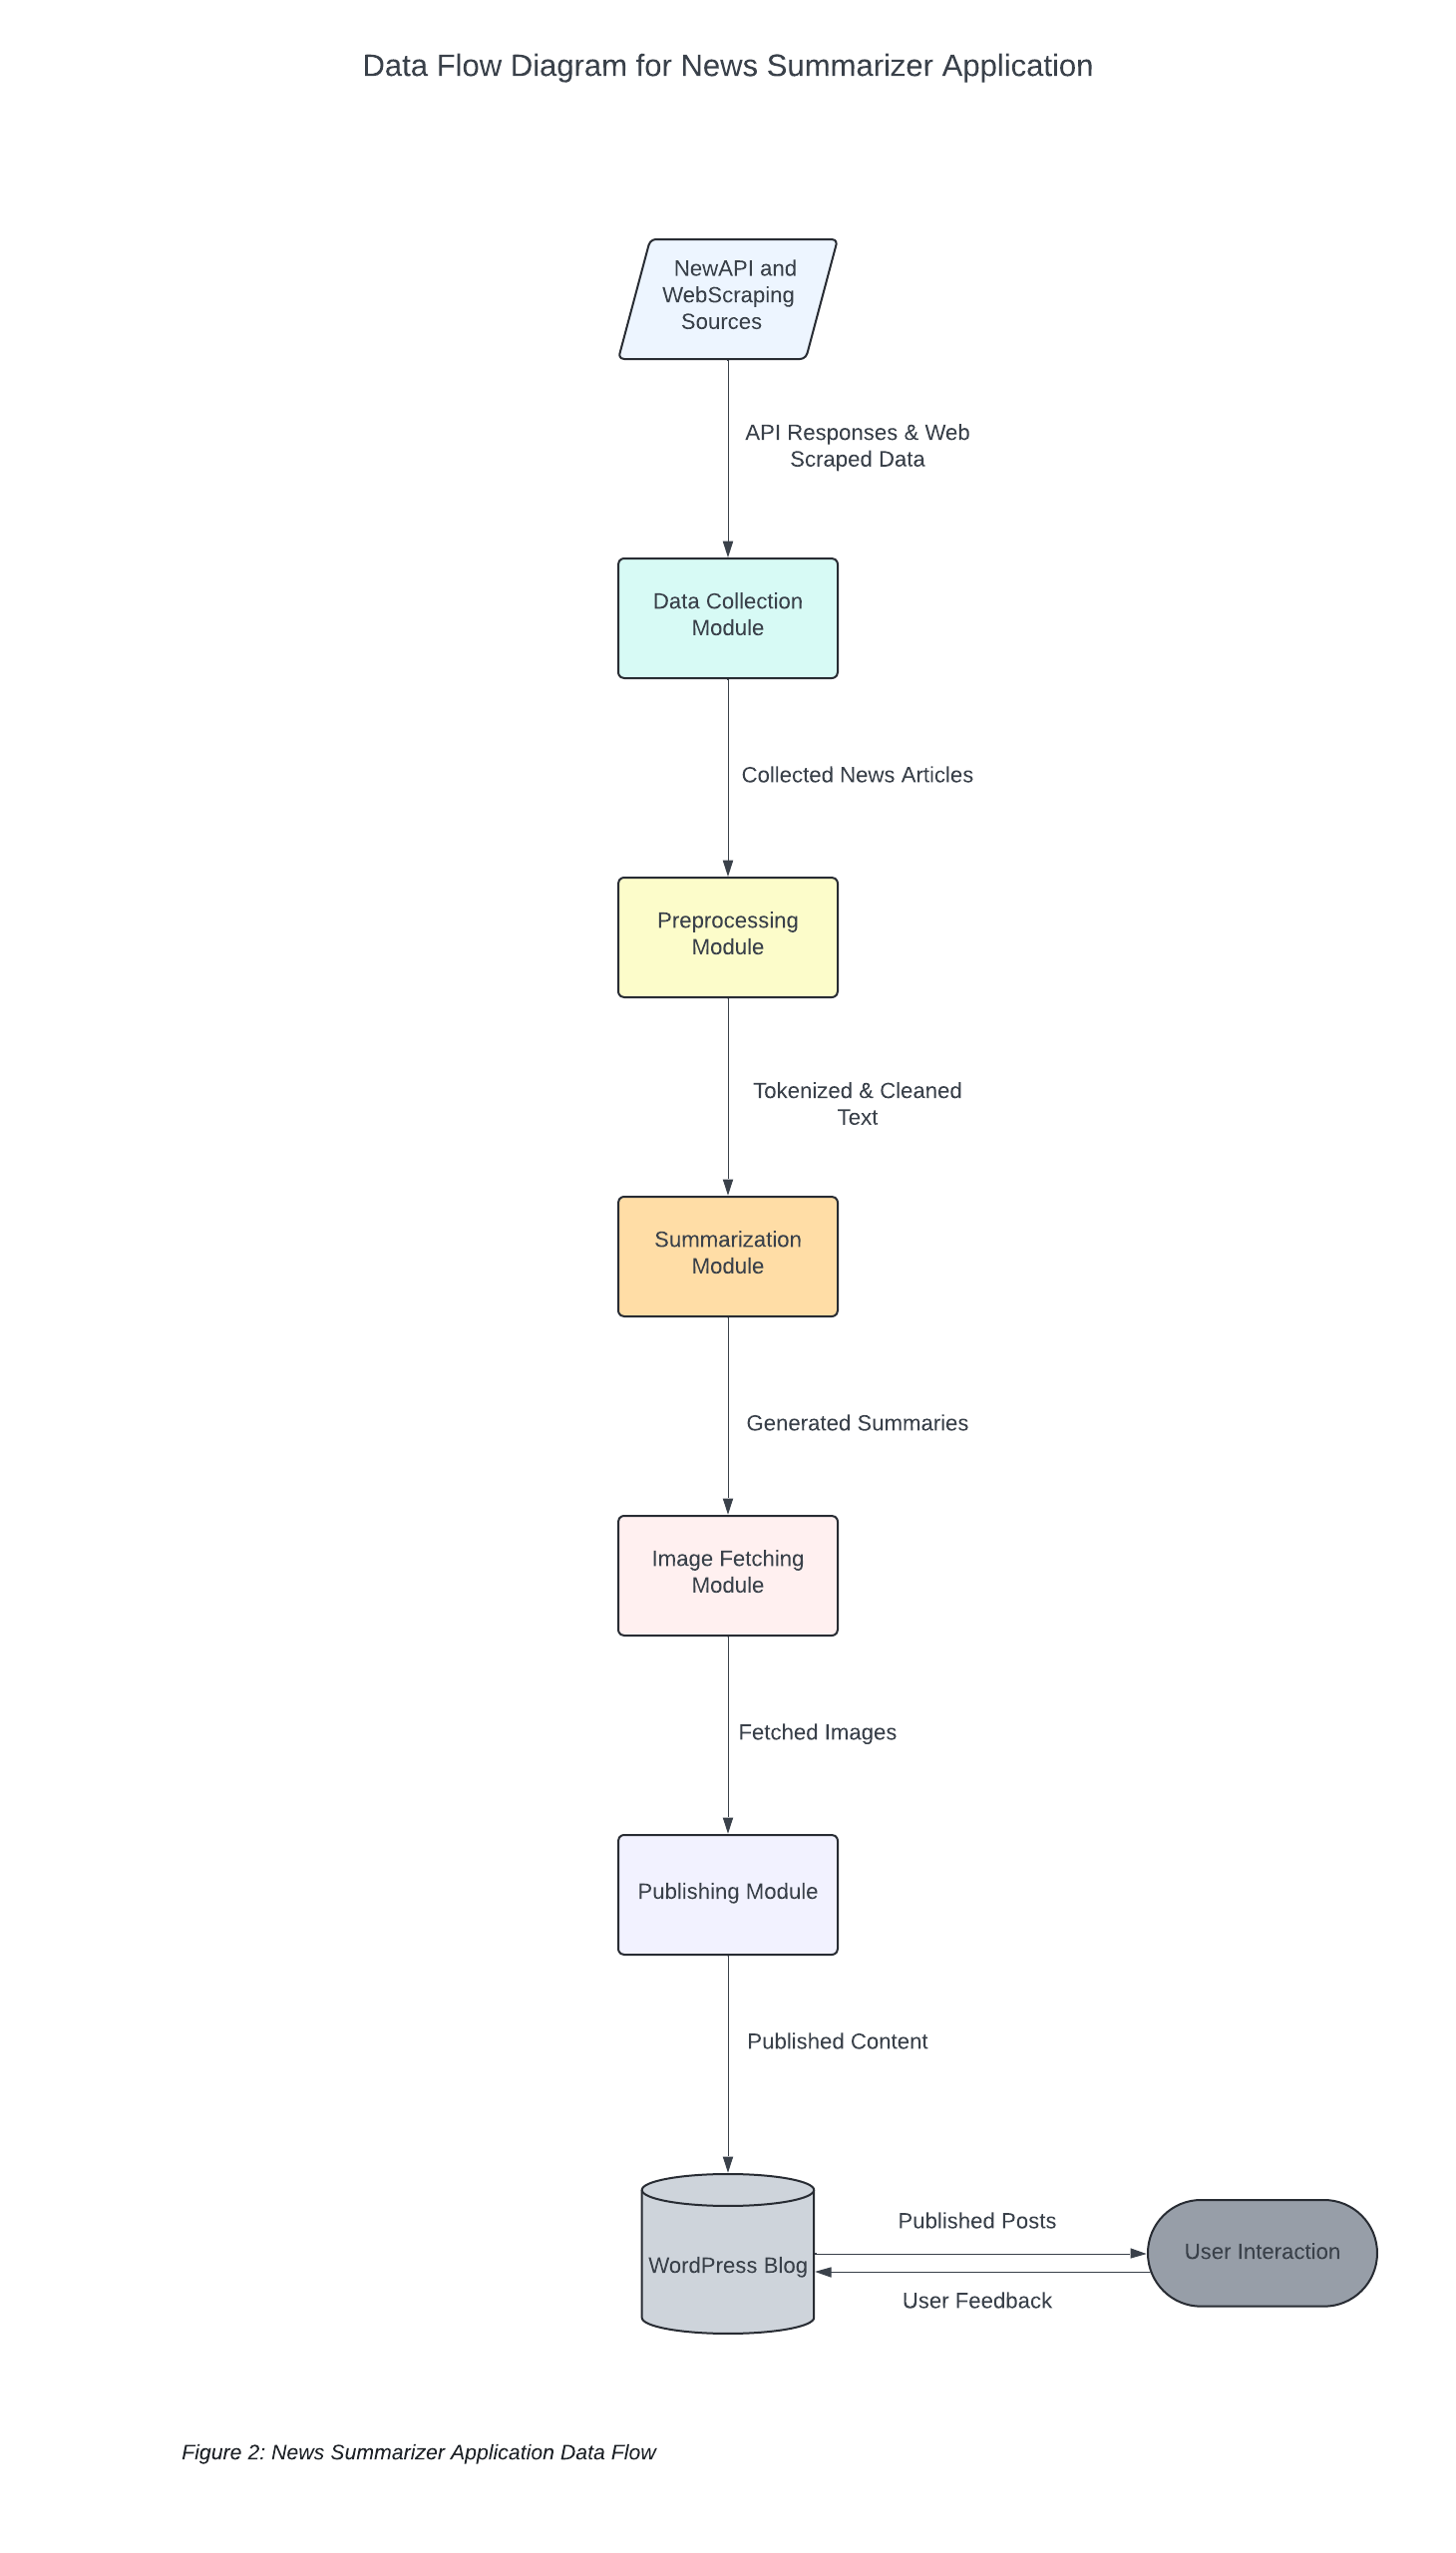 Data Flow Diagram for News Summarizer Application
NewAPI and
WebScraping
Sources
API Responses & Web
Scraped Data
Data Collection
Module
Collected News Articles
Preprocessing
Module
Tokenized & Cleaned
Text
Summarization
Module
Generated Summaries
Image Fetching
Module
Fetched Images
Publishing Module
Published Content
WordPress Blog
Published Posts
User Interaction
User Feedback
Figure 2: News Summarizer Application Data Flow